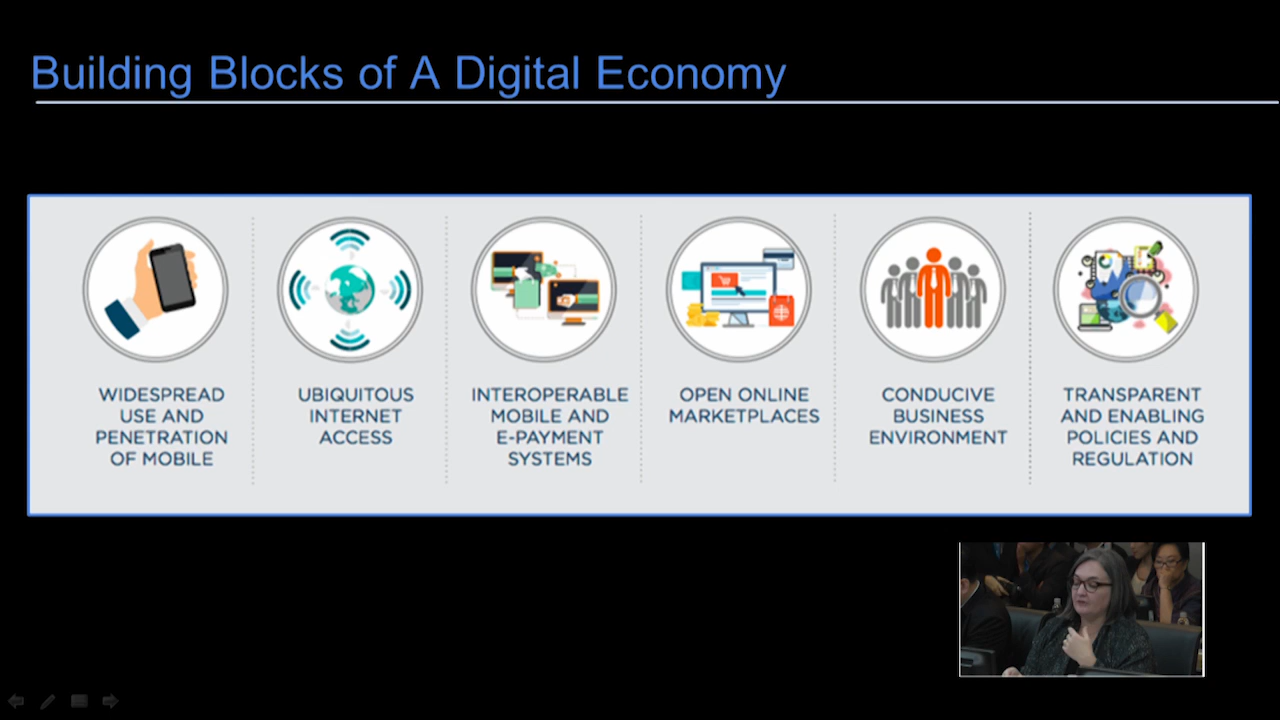 Building Blocks of A Digital Economy
WIDESPREAD
USE AND
PENETRATION
OF MOBILE
UBIQUITOUS
INTERNET
ACCESS
INTEROPERABLE
MOBILE AND
E-PAYMENT
SYSTEMS
OPEN ONLINE
MARKETPLACES
CONDUCIVE
BUSINESS
ENVIRONMENT
TRANSPARENT
AND ENABLING
POLICIES AND
REGULATION